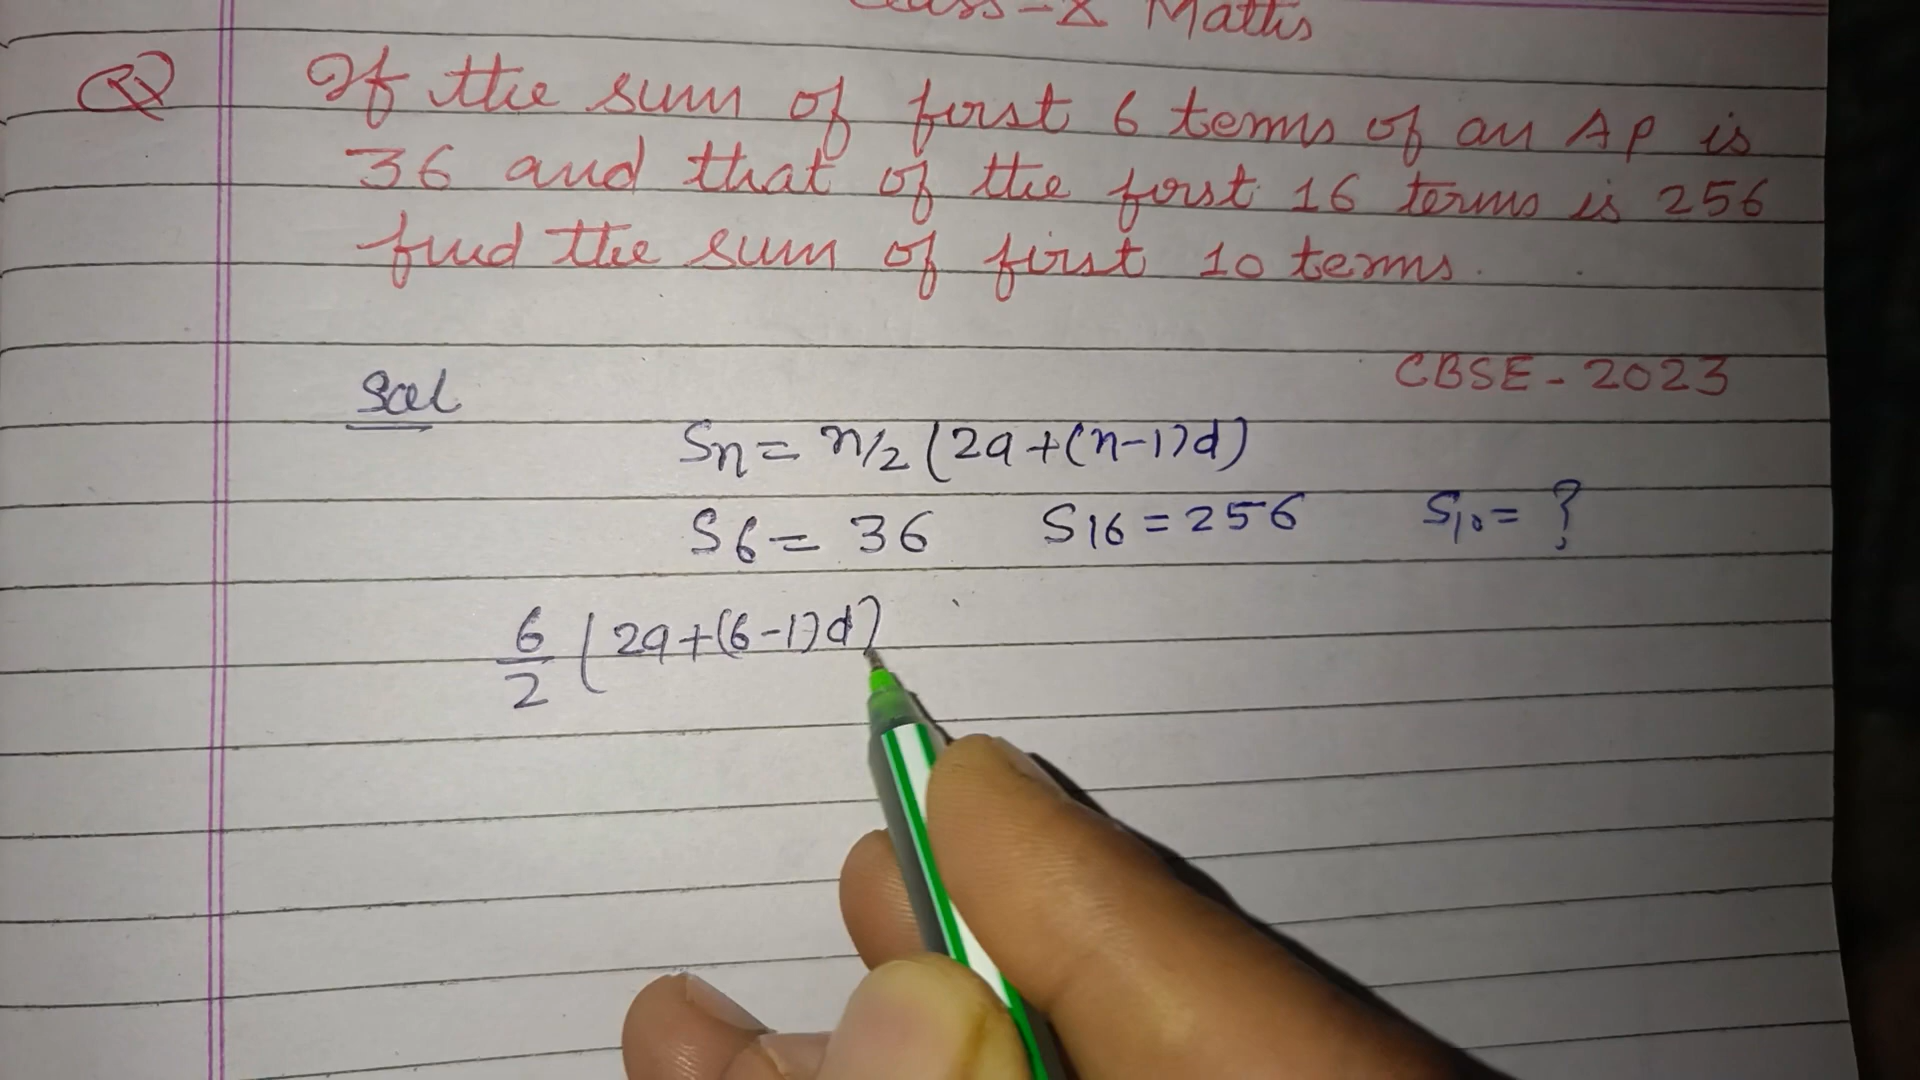 Class-X Maths
Q If the sum of first 6 terms of an AP is
36 and that of the first 16 terms is 256
find the sum of first 10 terms.
CBSE-2023
Sol
Sn = n/2 (2a+(n-1)d)
S6 = 36 S16 = 256 S10 = ?
6/2 (2a+(6-1)d)